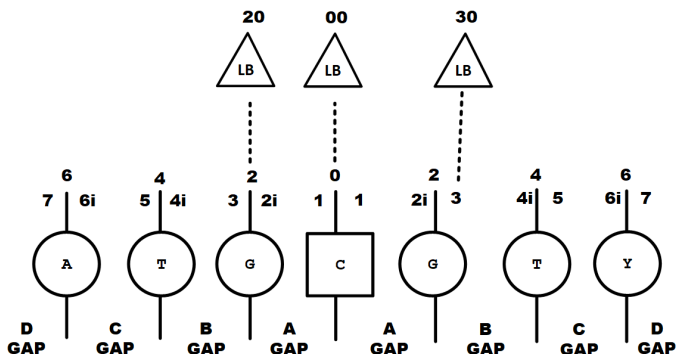 20 00 30
LB LB LB
6 4 2 0 2 4 6
7 6i 5 4i 3 2i 1 1 2i 3 4i 5 6i 7
A T G C G T Y
D C B A A B C D
GAP GAP GAP GAP GAP GAP GAP GAP